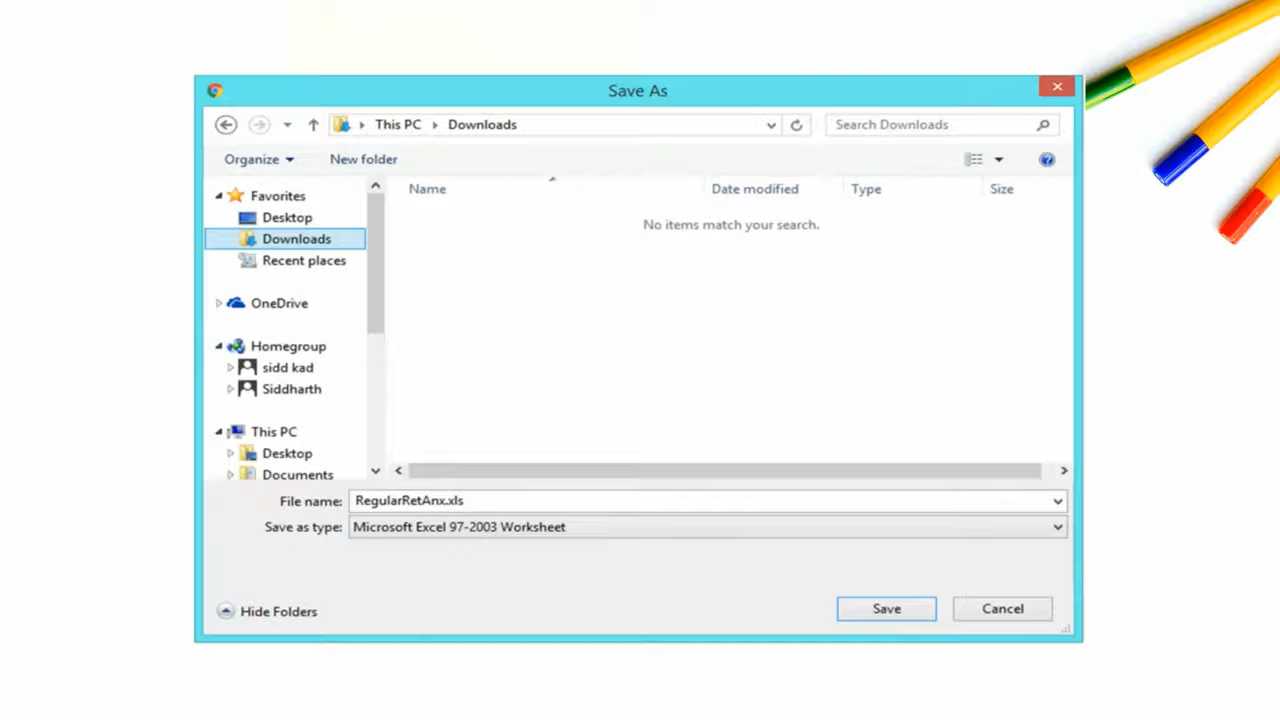 Save As
This PC Downloads
Search Downloads
Organize New folder
Name Date modified Type Size
No items match your search.
Favorites
Desktop
Downloads
Recent places
OneDrive
Homegroup
sidd kad
Siddharth
This PC
Desktop
Documents
File name: RegularRetAnx.xls
Save as type: Microsoft Excel 97-2003 Worksheet
Hide Folders
Save Cancel